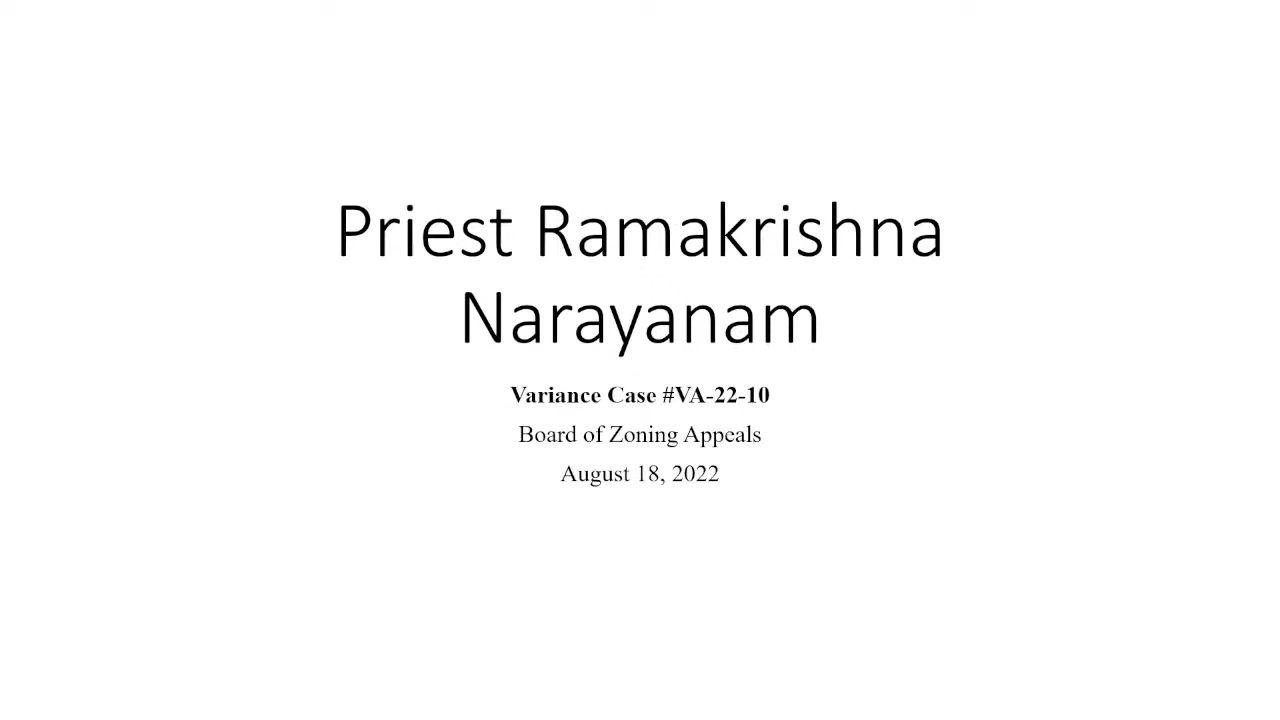 Priest Ramakrishna
Narayanam
Variance Case #VA-22-10
Board of Zoning Appeals
August 18, 2022